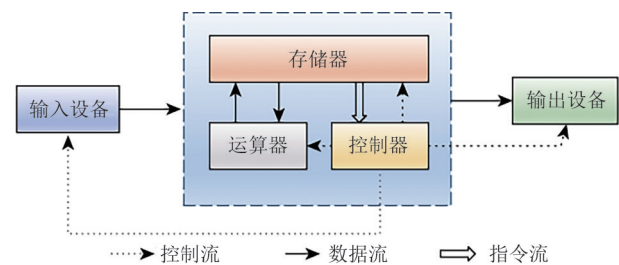 存储器
输入设备
输出设备
运算器
控制器
控制流
数据流
指令流